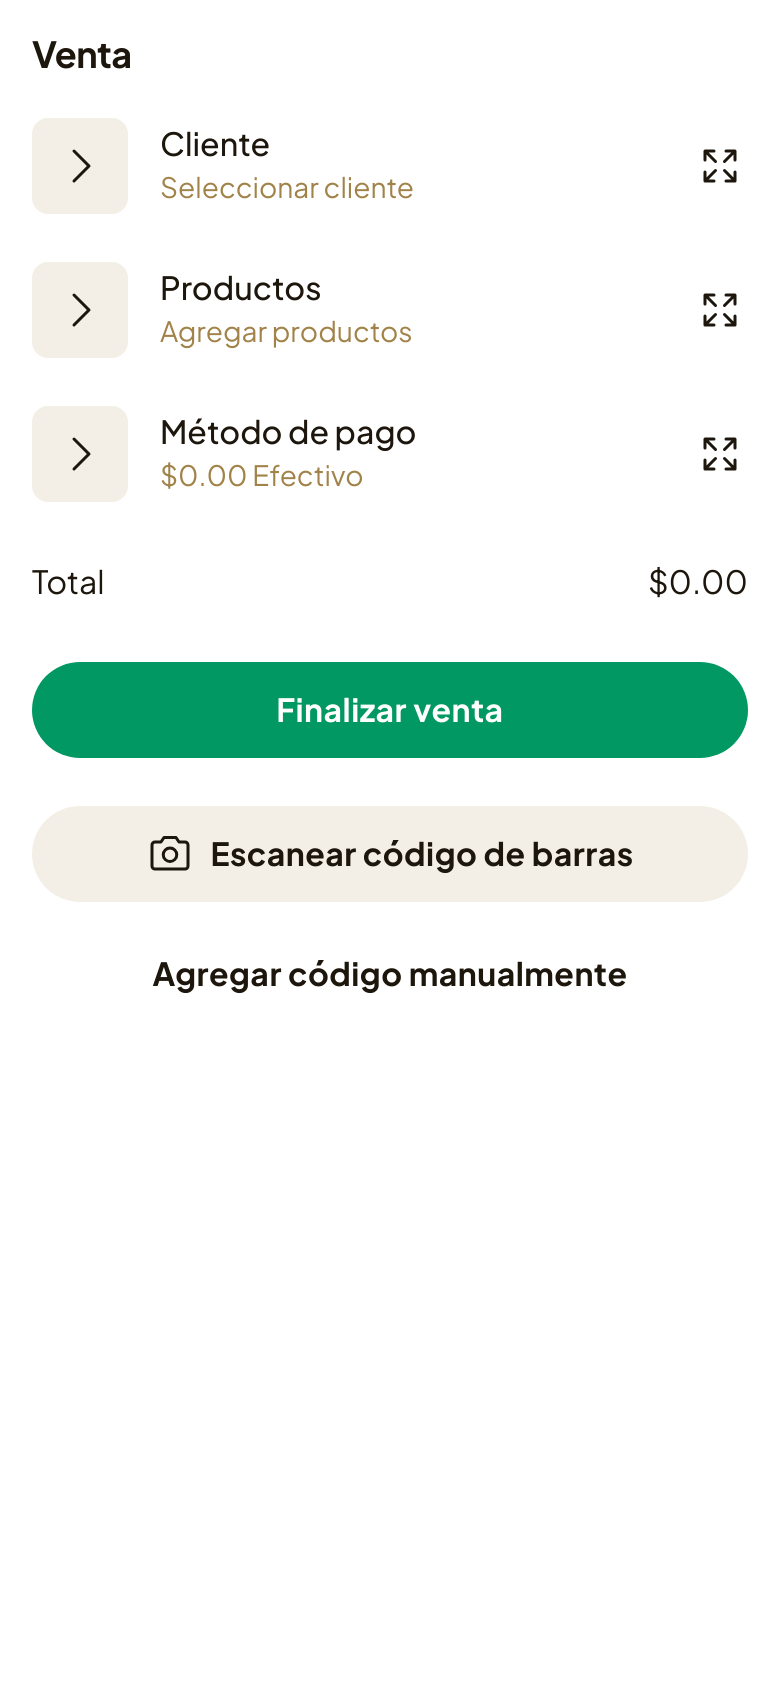 Venta
Cliente
Seleccionar cliente
Productos
Agregar productos
Método de pago
$0.00 Efectivo
Total $0.00
Finalizar venta
Escanear código de barras
Agregar código manualmente